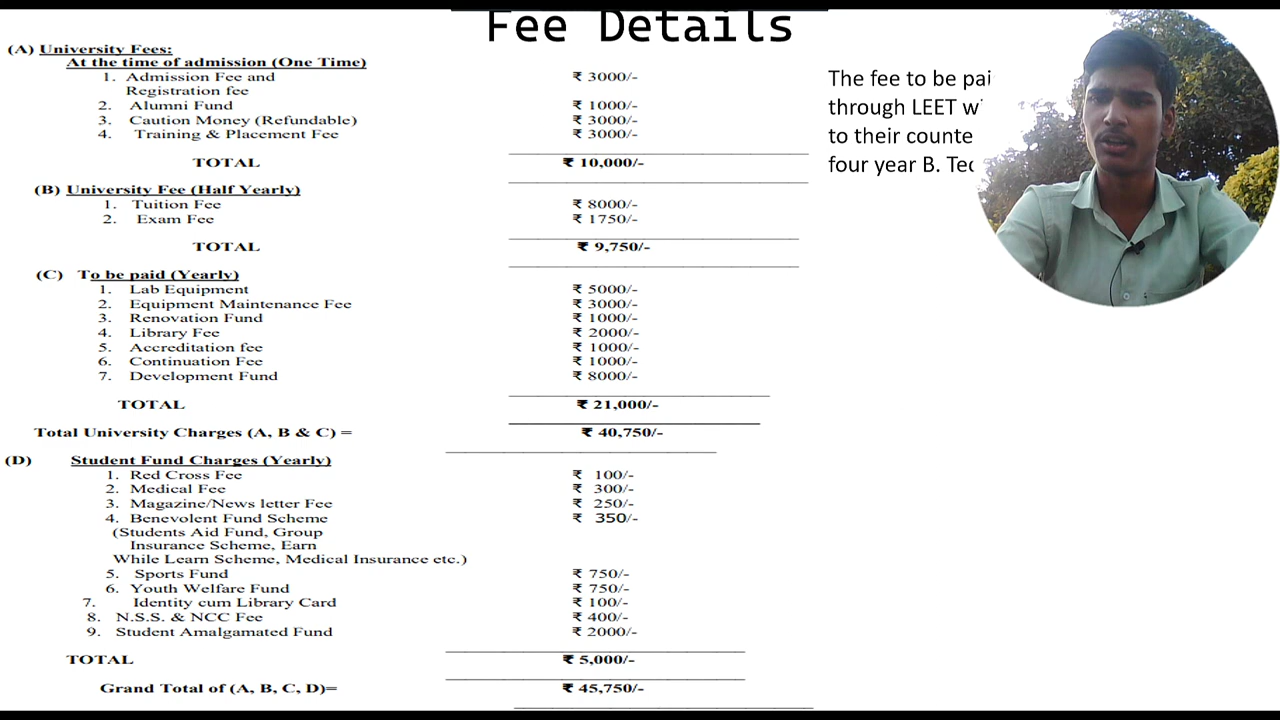 Fee Details
(A) University Fees:
At the time of admission (One Time)
1. Admission Fee and ₹ 3000/-
Registration fee
2. Alumni Fund ₹ 1000/-
3. Caution Money (Refundable) ₹ 3000/-
4. Training & Placement Fee ₹ 3000/-
TOTAL ₹ 10,000/-
(B) University Fee (Half Yearly)
1. Tuition Fee ₹ 8000/-
2. Exam Fee ₹ 1750/-
TOTAL ₹ 9,750/-
(C) To be paid (Yearly)
1. Lab Equipment ₹ 5000/-
2. Equipment Maintenance Fee ₹ 3000/-
3. Renovation Fund ₹ 1000/-
4. Library Fee ₹ 2000/-
5. Accreditation fee ₹ 1000/-
6. Continuation Fee ₹ 1000/-
7. Development Fund ₹ 8000/-
TOTAL ₹ 21,000/-
Total University Charges (A, B & C) = ₹ 40,750/-
(D) Student Fund Charges (Yearly)
1. Red Cross Fee ₹ 100/-
2. Medical Fee ₹ 300/-
3. Magazine/News letter Fee ₹ 250/-
4. Benevolent Fund Scheme ₹ 350/-
(Students Aid Fund, Group
Insurance Scheme, Earn
While Learn Scheme, Medical Insurance etc.)
5. Sports Fund ₹ 750/-
6. Youth Welfare Fund ₹ 750/-
7. Identity cum Library Card ₹ 100/-
8. N.S.S. & NCC Fee ₹ 400/-
9. Student Amalgamated Fund ₹ 2000/-
TOTAL ₹ 5,000/-
Grand Total of (A, B, C, D)= ₹ 45,750/-
The fee to be
through LEET
to their
four year B.